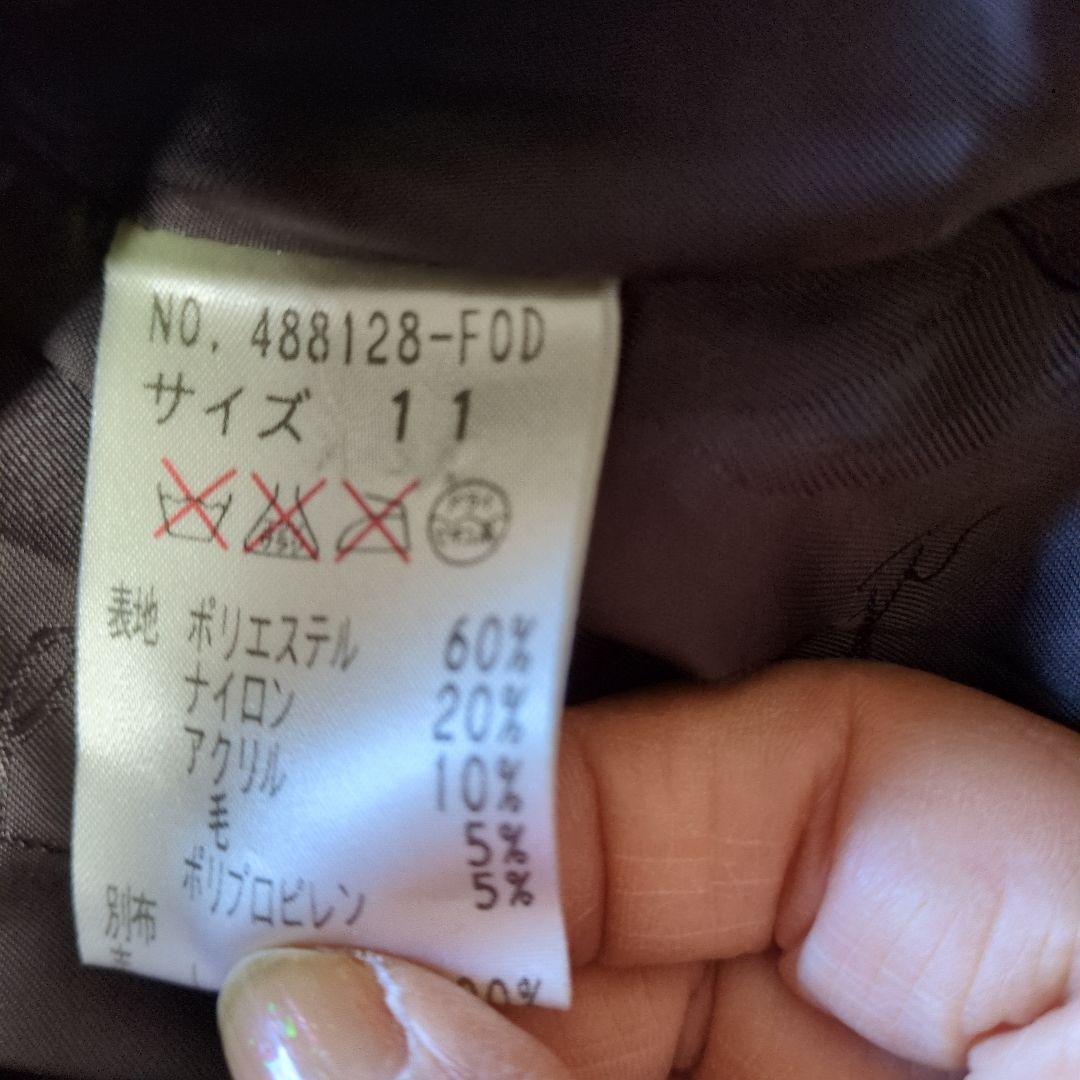 NO. 488128-FOD
サイズ 11
表地 ポリエステル 60%
ナイロン 20%
アクリル 10%
毛 5%
ポリプロピレン 5%
別布